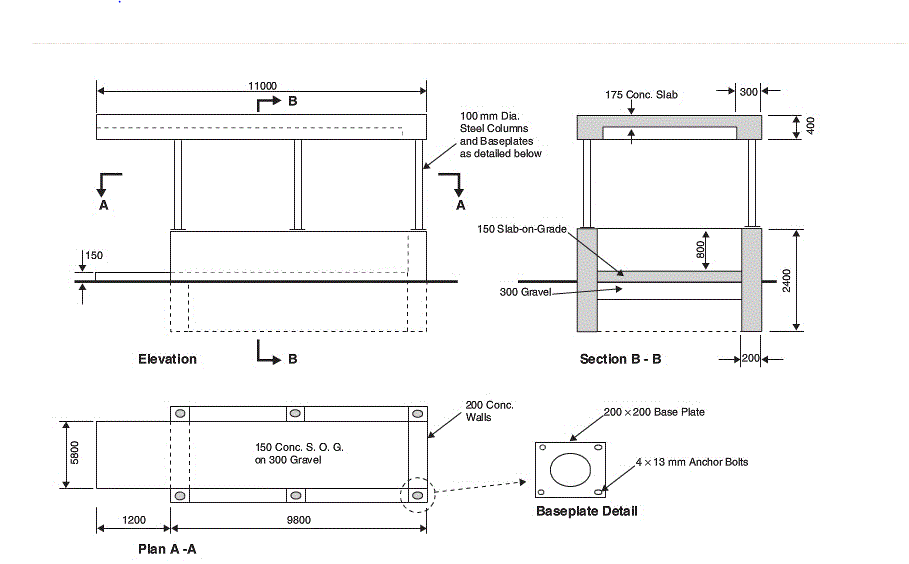 11000
B
175 Conc. Slab
300
400
100 mm Dia.
Steel Columns
and Baseplates
as detailed below
A
A
150
150 Slab-on-Grade
800
2400
300 Gravel
Elevation
B
Section B - B
200
200 Conc.
Walls
200 × 200 Base Plate
5800
150 Conc. S. O. G.
on 300 Gravel
4 × 13 mm Anchor Bolts
Baseplate Detail
1200
9800
Plan A -A